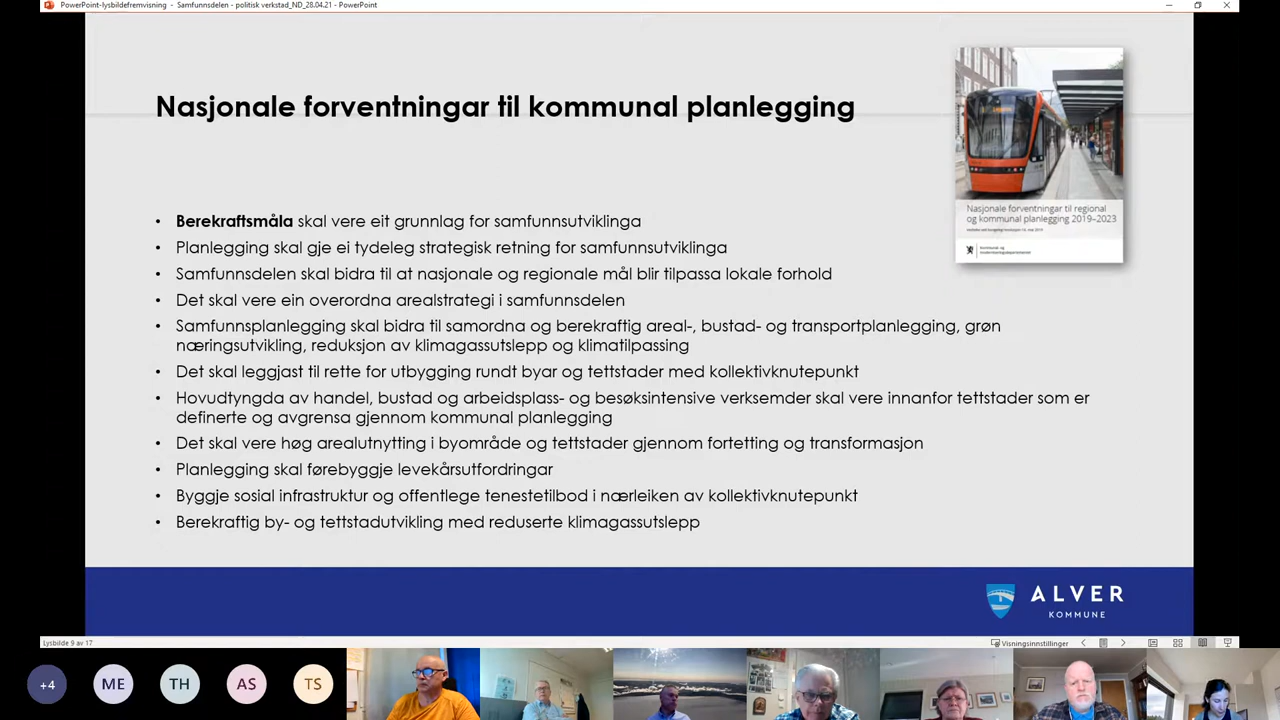 PowerPoint-lysbildefremvisning - Samfunnsdelen - politisk verkstad_ND_28.04.21 - PowerPoint
Nasjonale forventningar til kommunal planlegging
Nasjonale forventninger til regional
og kommunal planlegging 2019–2023
• Berekraftsmåla skal vere eit grunnlag for samfunnsutviklinga
• Planlegging skal gje ei tydeleg strategisk retning for samfunnsutviklinga
• Samfunnsdelen skal bidra til at nasjonale og regionale mål blir tilpassa lokale forhold
• Det skal vere ein overordna arealstrategi i samfunnsdelen
• Samfunnsplanlegging skal bidra til samordna og berekraftig areal-, bustad- og transportplanlegging, grøn
næringsutvikling, reduksjon av klimagassutslepp og klimatilpassing
• Det skal leggjast til rette for utbygging rundt byar og tettstader med kollektivknutepunkt
• Hovudtyngda av handel, bustad og arbeidsplass- og besøksintensive verksemder skal vere innanfor tettstader som er
definerte og avgrensa gjennom kommunal planlegging
• Det skal vere høg arealutnytting i byområde og tettstader gjennom fortetting og transformasjon
• Planlegging skal førebyggje levekårsutfordringar
• Byggje sosial infrastruktur og offentlege tenestetilbod i nærleiken av kollektivknutepunkt
• Berekraftig by- og tettstadutvikling med reduserte klimagassutslepp
ALVER
KOMMUNE
Lysbilde 9 av 17
Visningsinnstillinger
+4
ME
TH
AS
TS